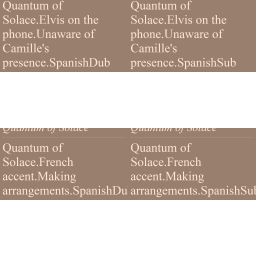 Quantum of
Solace.Elvis on the
phone.Unaware of
Camille's
presence.SpanishDub
Quantum of
Solace.Elvis on the
phone.Unaware of
Camille's
presence.SpanishSub
Quantum of Solace
Quantum of
Solace.French
accent.Making
arrangements.SpanishDu
Quantum of Solace
Quantum of
Solace.French
accent.Making
arrangements.SpanishSub